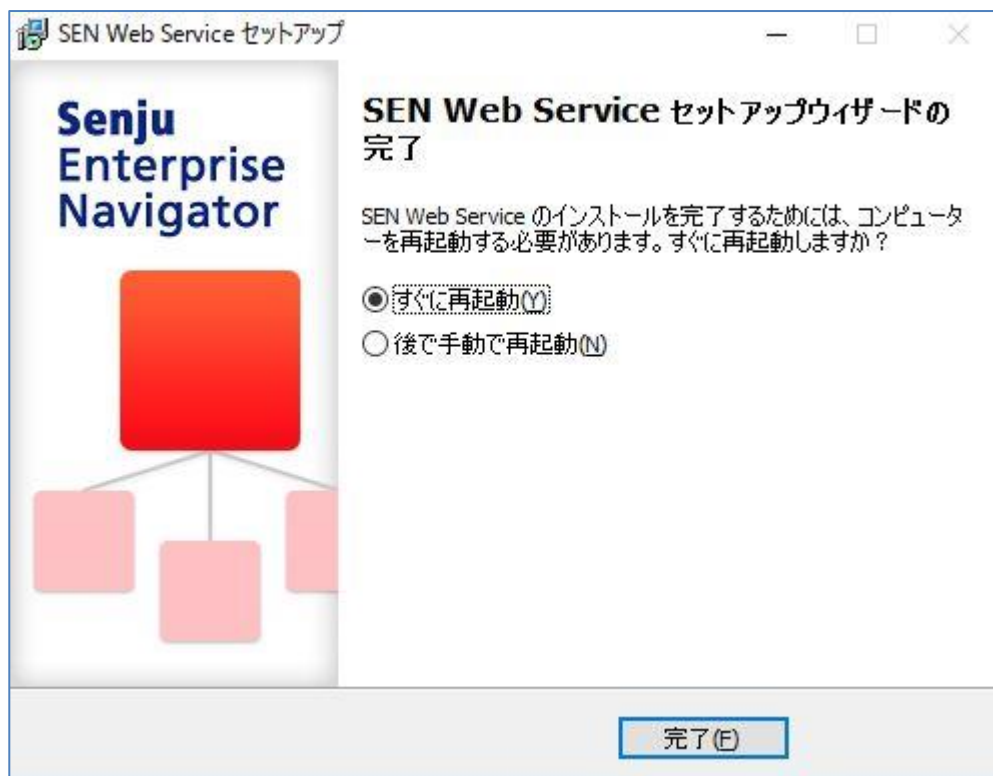 SEN Web Service セットアップ
Senju
Enterprise
Navigator
SEN Web Service セットアップウィザードの
完了
SEN Web Service のインストールを完了するためには、コンピュータ
ーを再起動する必要があります。すぐに再起動しますか？
すぐに再起動(Y)
後で手動で再起動(N)
完了(F)